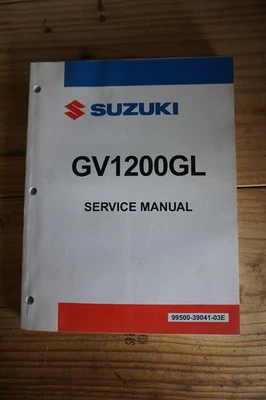 SUZUKI
GV1200GL
SERVICE MANUAL
99500-39041-03E